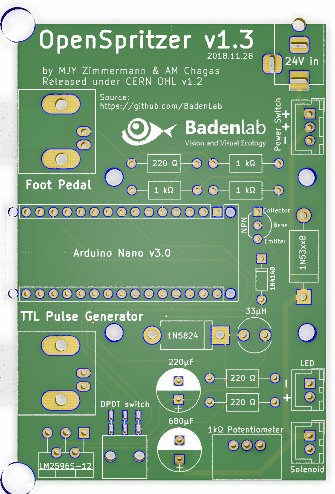 OpenSpritzer v1.3
2018.11.26
24V in
by MJY Zimmermann & AM Chagas
Released under CERN OHL v1.2
Source:
https://github.com/BadenLab
Badenlab
Vision and Visual Ecology
Power Switch
+
+
220 Ω
1 kΩ
Foot Pedal
1 kΩ
1 kΩ
Collector
NPN
Base
Emitter
Arduino Nano v3.0
1N53xxB
1N4148
TTL Pulse Generator
33μH
1N5824
220μF
LED
220 Ω
-
+
+
DPDT switch
220 Ω
680μF
1kΩ Potentiometer
+
LM2596S-12
Solenoid